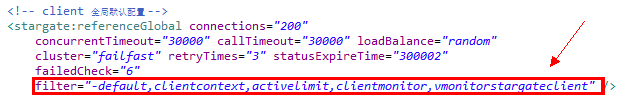 <!-- client 全局默认配置-->
<stargate:referenceGlobal connections="200"
concurrentTimeout="30000" callTimeout="30000" loadBalance="random"
cluster="failfast" retryTimes="3" statusExpireTime="300002"
failedCheck="6"
filter="-default,clientcontext,activelimit,clientmonitor,vmonitorstargateclient" />